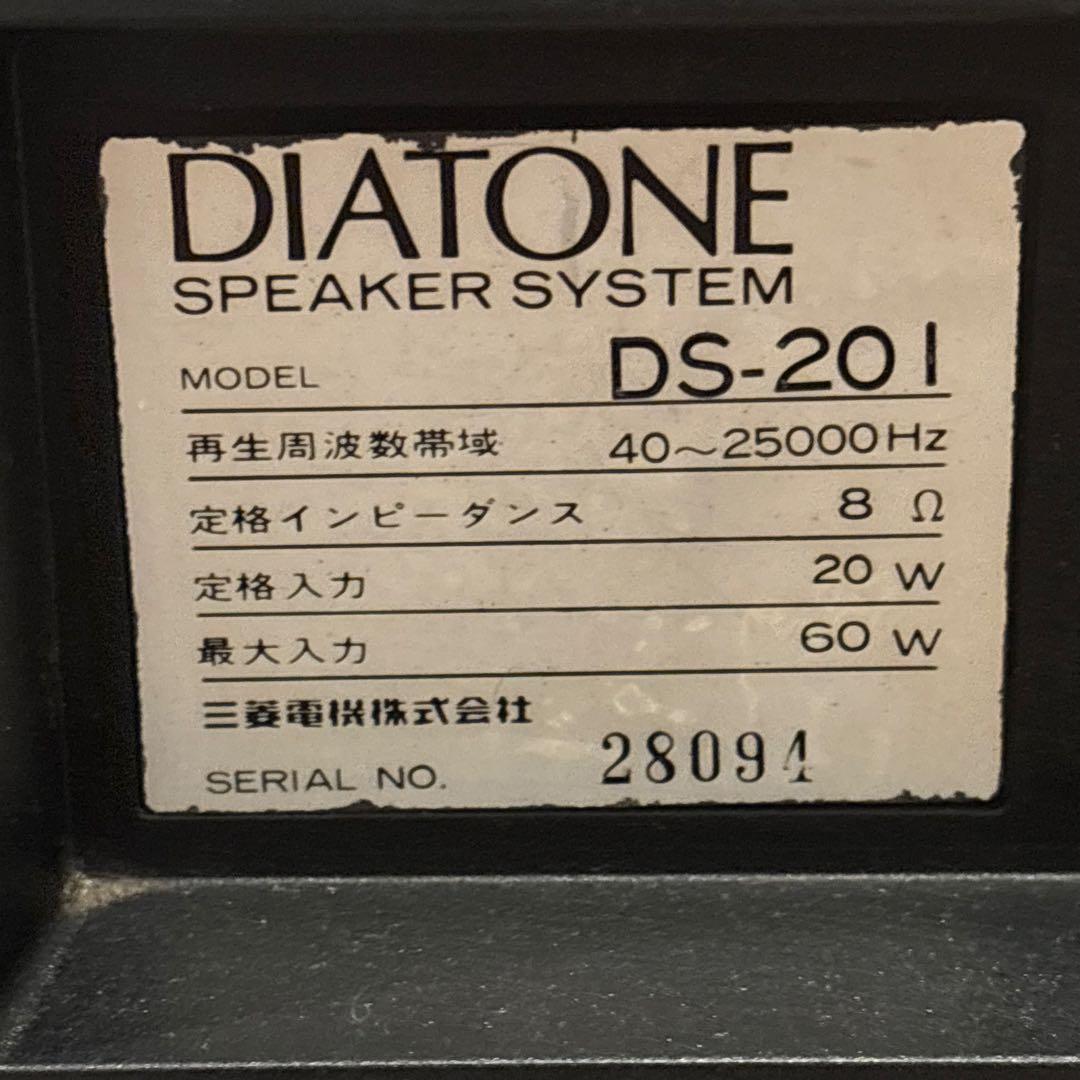 DIATONE
SPEAKER SYSTEM
MODEL DS-201
再生周波数帯域 40～25000Hz
定格インピーダンス 8 Ω
定格入力 20 W
最大入力 60 W
三菱電機株式会社
SERIAL NO. 28094